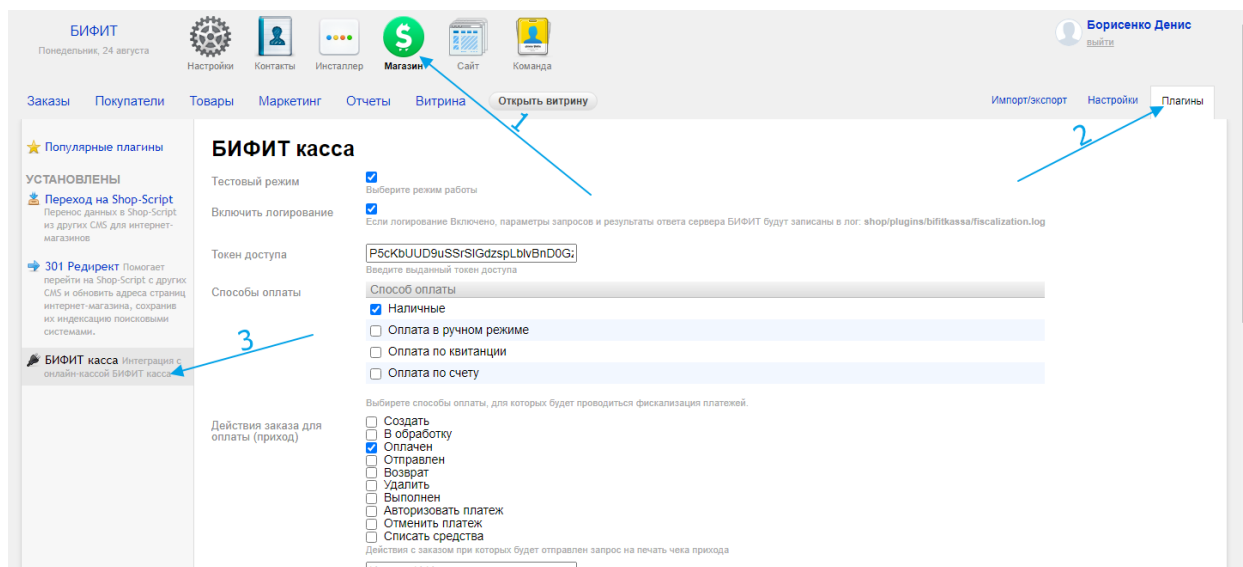 БИФИТ
Понедельник, 24 августа
Настройки
Контакты
Инсталлер
Магазин
Сайт
Команда
Борисенко Денис
выйти
Заказы Покупатели Товары Маркетинг Отчеты Витрина Открыть витрину Импорт/экспорт Настройки Плагины
1
2
3
Популярные плагины
УСТАНОВЛЕНЫ
Переход на Shop-Script
Перенос данных в Shop-Script
из других CMS для интернет-
магазинов
301 Редирект Помогает
перейти на Shop-Script с других
CMS и обновить адреса страниц
интернет-магазина, сохранив
их индексацию поисковыми
системами.
БИФИТ касса Интеграция с
онлайн-кассой БИФИТ касса
БИФИТ касса
Тестовый режим
Выберите режим работы
Включить логирование
Если логирование Включено, параметры запросов и результаты ответа сервера БИФИТ будут записаны в лог: shop/plugins/bifitkassa/fiscalization.log
Токен доступа
P5cKbUUD9uSSrSIGdzspLbIvBnD0G
Введите выданный токен доступа
Способы оплаты
Способ оплаты
Наличные
Оплата в ручном режиме
Оплата по квитанции
Оплата по счету
Выбирете способы оплаты, для которых будет проводиться фискализация платежей.
Действия заказа для
оплаты (приход)
Создать
В обработку
Оплачен
Отправлен
Возврат
Удалить
Выполнен
Авторизовать платеж
Отменить платеж
Списать средства
Действия с заказом при которых будет отправлен запрос на печать чека прихода